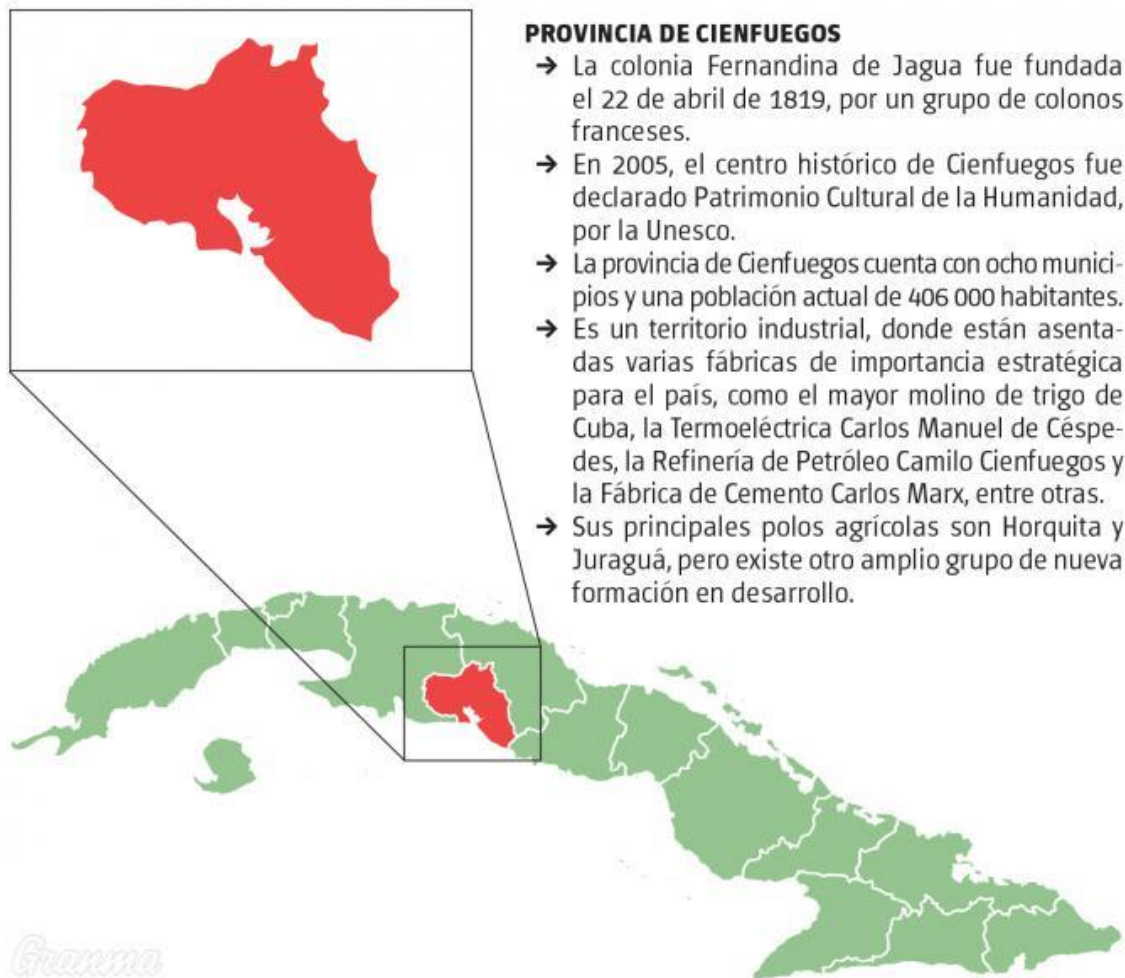 PROVINCIA DE CIENFUEGOS
→ La colonia Fernandina de Jagua fue fundada
el 22 de abril de 1819, por un grupo de colonos
franceses.
→ En 2005, el centro histórico de Cienfuegos fue
declarado Patrimonio Cultural de la Humanidad,
por la Unesco.
→ La provincia de Cienfuegos cuenta con ocho munici-
pios y una población actual de 406 000 habitantes.
→ Es un territorio industrial, donde están asenta-
das varias fábricas de importancia estratégica
para el país, como el mayor molino de trigo de
Cuba, la Termoeléctrica Carlos Manuel de Céspe-
des, la Refinería de Petróleo Camilo Cienfuegos y
la Fábrica de Cemento Carlos Marx, entre otras.
→ Sus principales polos agrícolas son Horquita y
Juraguá, pero existe otro amplio grupo de nueva
formación en desarrollo.
Granma